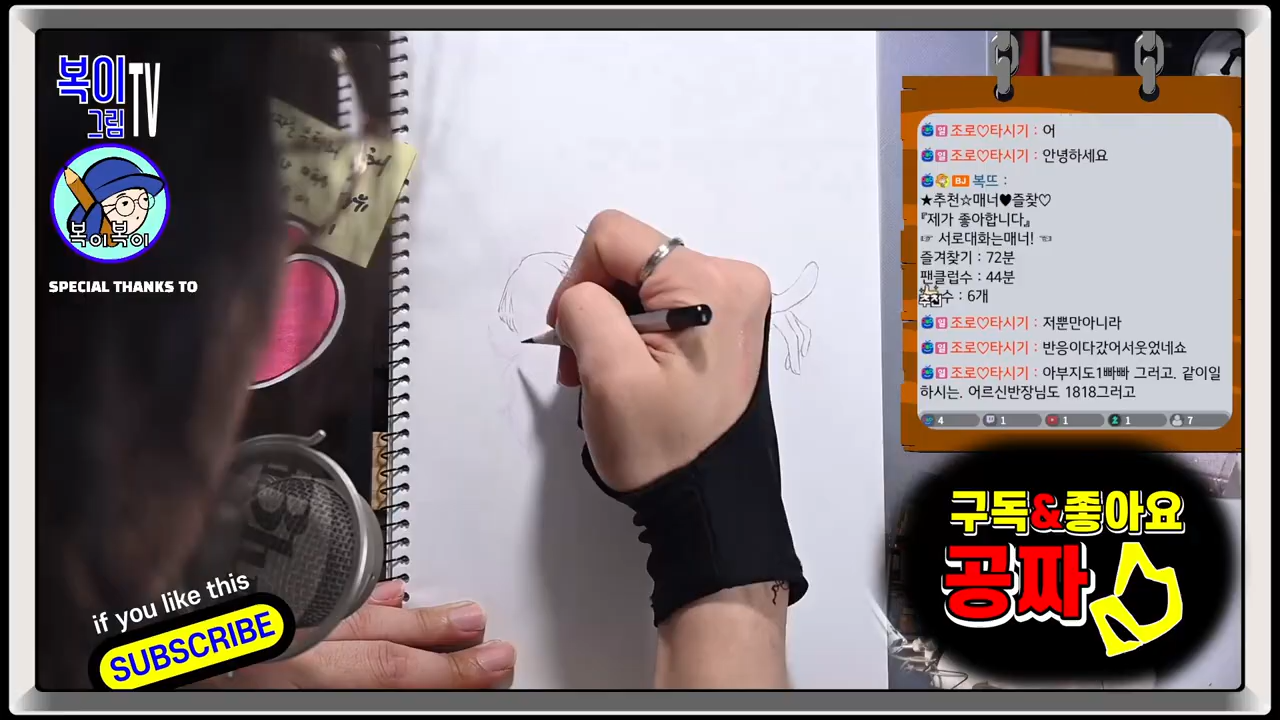 복이TV
그림
복이복이
SPECIAL THANKS TO
조로♡타시기 : 어
조로♡타시기 : 안녕하세요
BJ 복뜨 :
★추천☆매너♥즐찾♡
『제가 좋아합니다』
☞ 서로대화는매너! ☜
즐겨찾기 : 72분
팬클럽수 : 44분
추천수 : 6개
조로♡타시기 : 저뿐만아니라
조로♡타시기 : 반응이다갔어서웃었네쇼
조로♡타시기 : 아부지도1빠빡 그러고. 같이일
하시는. 어르신반장님도 1818그러고
4 1 1 1 7
구독&좋아요
공짜
if you like this
SUBSCRIBE